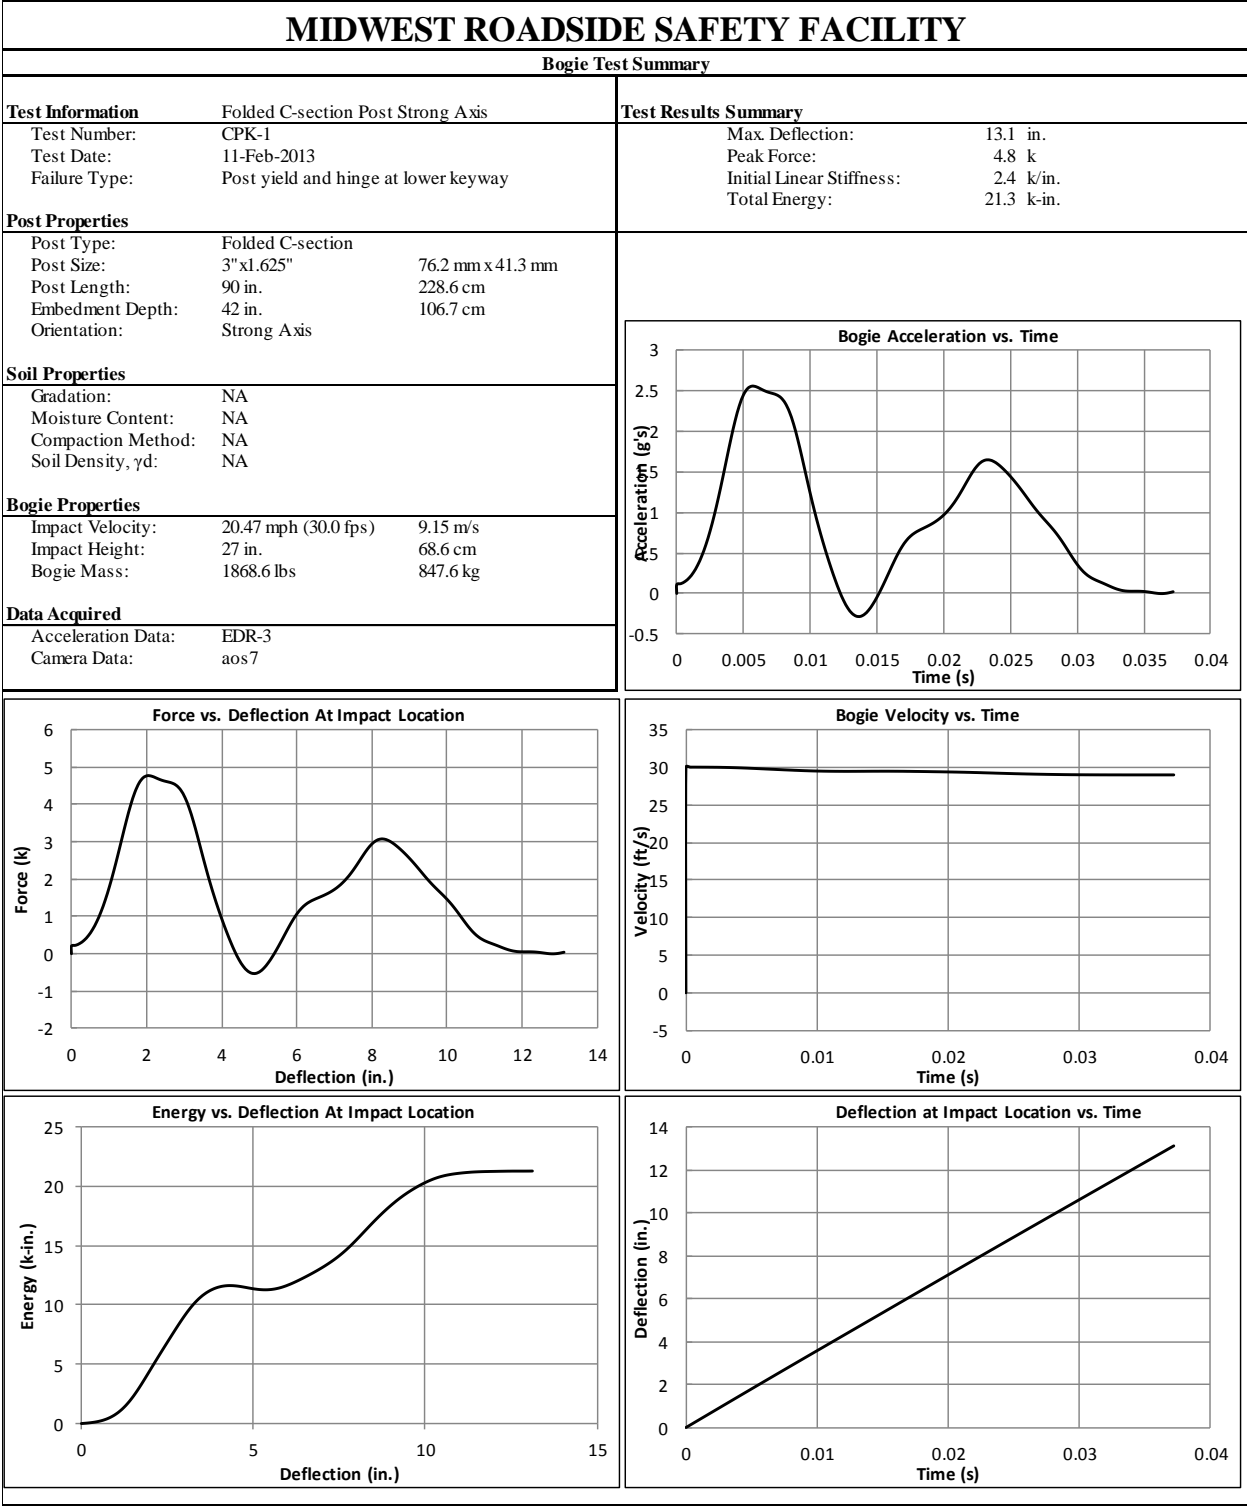 MIDWEST ROADSIDE SAFETY FACILITY
Bogie Test Summary
Test Information Folded C-section Post Strong Axis
Test Number: CPK-1
Test Date: 11-Feb-2013
Failure Type: Post yield and hinge at lower keyway
Post Properties
Post Type: Folded C-section
Post Size: 3"x1.625" 76.2 mm x 41.3 mm
Post Length: 90 in. 228.6 cm
Embedment Depth: 42 in. 106.7 cm
Orientation: Strong Axis
Soil Properties
Gradation: NA
Moisture Content: NA
Compaction Method: NA
Soil Density, γd: NA
Bogie Properties
Impact Velocity: 20.47 mph (30.0 fps) 9.15 m/s
Impact Height: 27 in. 68.6 cm
Bogie Mass: 1868.6 lbs 847.6 kg
Data Acquired
Acceleration Data: EDR-3
Camera Data: aos7
Test Results Summary
Max. Deflection: 13.1 in.
Peak Force: 4.8 k
Initial Linear Stiffness: 2.4 k/in.
Total Energy: 21.3 k-in.
Bogie Acceleration vs. Time
3
2.5
2
1.5
1
0.5
0
-0.5
Acceleration (g's)
0 0.005 0.01 0.015 0.02 0.025 0.03 0.035 0.04
Time (s)
Force vs. Deflection At Impact Location
6
5
4
3
2
1
0
-1
-2
Force (k)
0 2 4 6 8 10 12 14
Deflection (in.)
Bogie Velocity vs. Time
35
30
25
20
15
10
5
0
-5
Velocity (ft/s)
0 0.01 0.02 0.03 0.04
Time (s)
Energy vs. Deflection At Impact Location
25
20
15
10
5
0
Energy (k-in.)
0 5 10 15
Deflection (in.)
Deflection at Impact Location vs. Time
14
12
10
8
6
4
2
0
Deflection (in.)
0 0.01 0.02 0.03 0.04
Time (s)